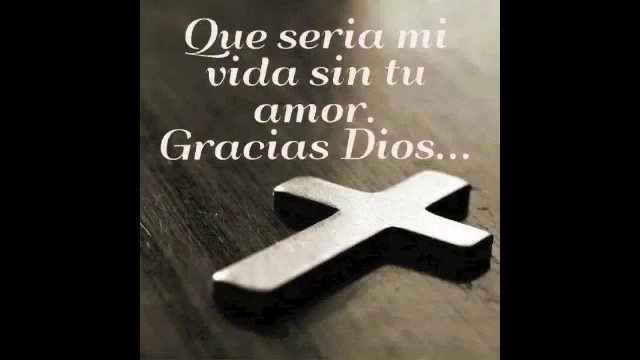 Que seria mi
vida sin tu
amor.
Gracias Dios...